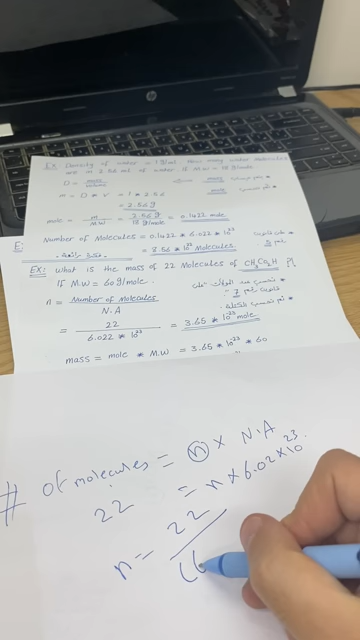 EX: Density of water = 1 g/ml. How many water Molecules
are in 2.56 ml of water. if M.W = 18 g/mole.
D = mass/volume
m = D * V = 1 * 2.56
= 2.56 g
mole = m/M.W = 2.56 g/18 g/mole = 0.1422 mole
Number of Molecules = 0.1422 * 6.022 * 10^23
= 8.56 * 10^22 Molecules
E:
EX: What is the mass of 22 Molecules of
If M.W = 60 g/mole.
n = Number of Molecules/N.A
= 22/6.022 * 10^23 = 3.65 * 10^-23 mole
mass = mole * M.W = 3.65 * 10^-23 * 60
# of molecules = n × N.A
22 = n × 6.02 × 10^23
n = 22